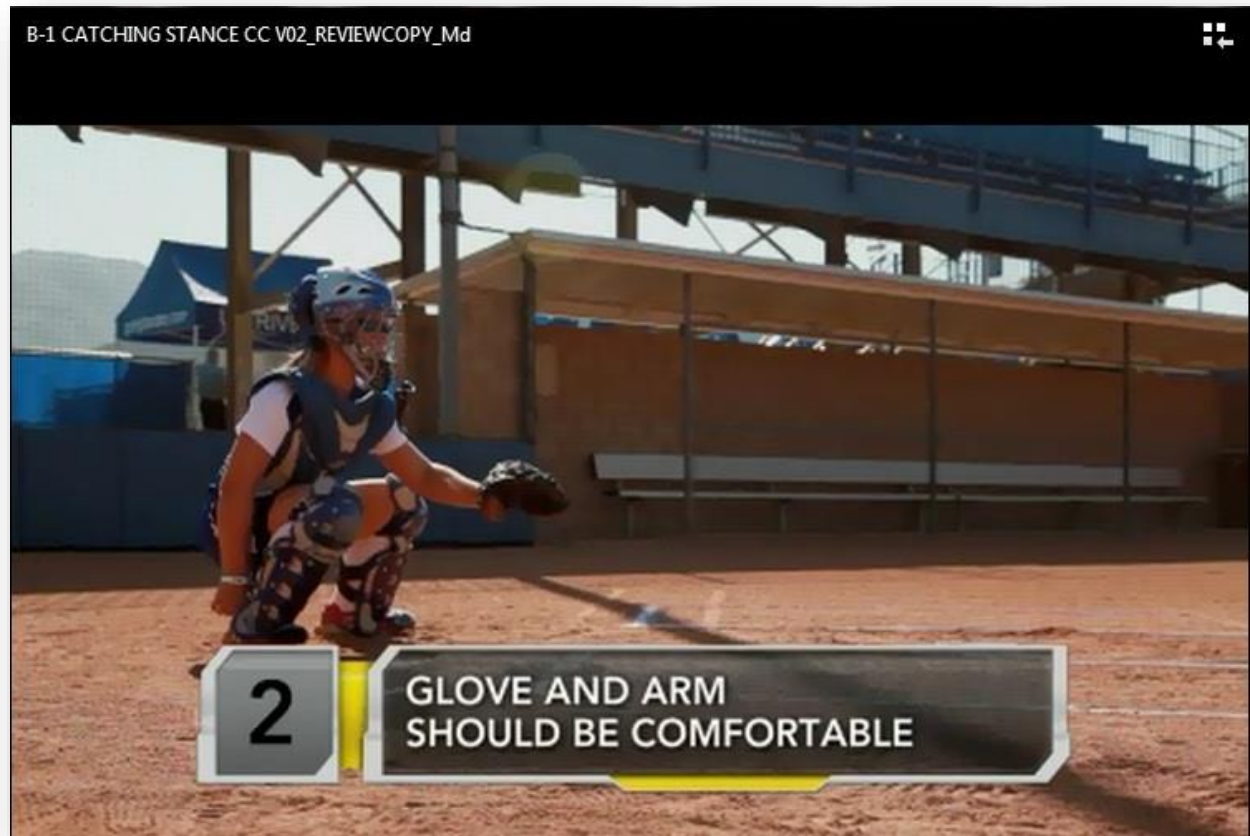 B-1 CATCHING STANCE CC V02_REVIEWCOPY_Md
2
GLOVE AND ARM
SHOULD BE COMFORTABLE